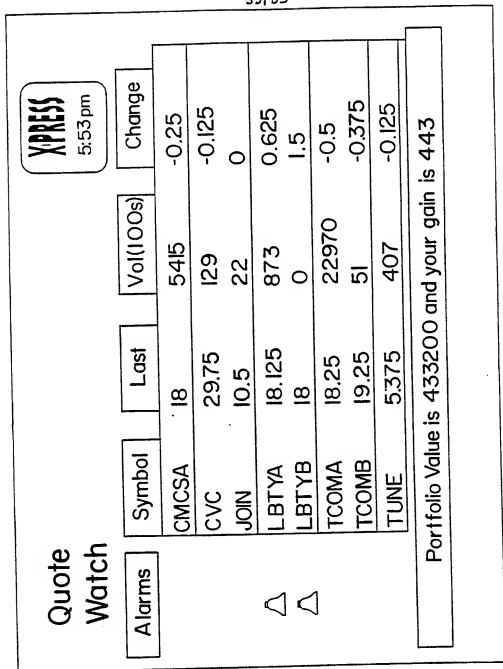 Quote
Watch
X·PRESS
5:53pm
Alarms Symbol Last Vol(100s) Change
CMCSA 18 5415 -0.25
CVC 29.75 129 -0.125
JOIN 10.5 22 0
LBTYA 18.125 873 0.625
LBTYB 18 0 1.5
TCOMA 18.25 22970 -0.5
TCOMB 19.25 51 -0.375
TUNE 5.375 407 -0.125
Portfolio Value is 433200 and your gain is 443